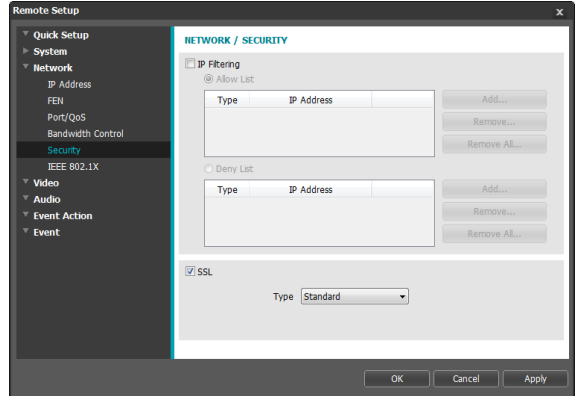 Remote Setup
x
Quick Setup
System
Network
IP Address
FEN
Port/QoS
Bandwidth Control
Security
IEEE 802.1X
Video
Audio
Event Action
Event
NETWORK / SECURITY
IP Filtering
Allow List
Type IP Address
Add...
Remove...
Remove All...
Deny List
Type IP Address
Add...
Remove...
Remove All...
SSL
Type Standard
OK Cancel Apply